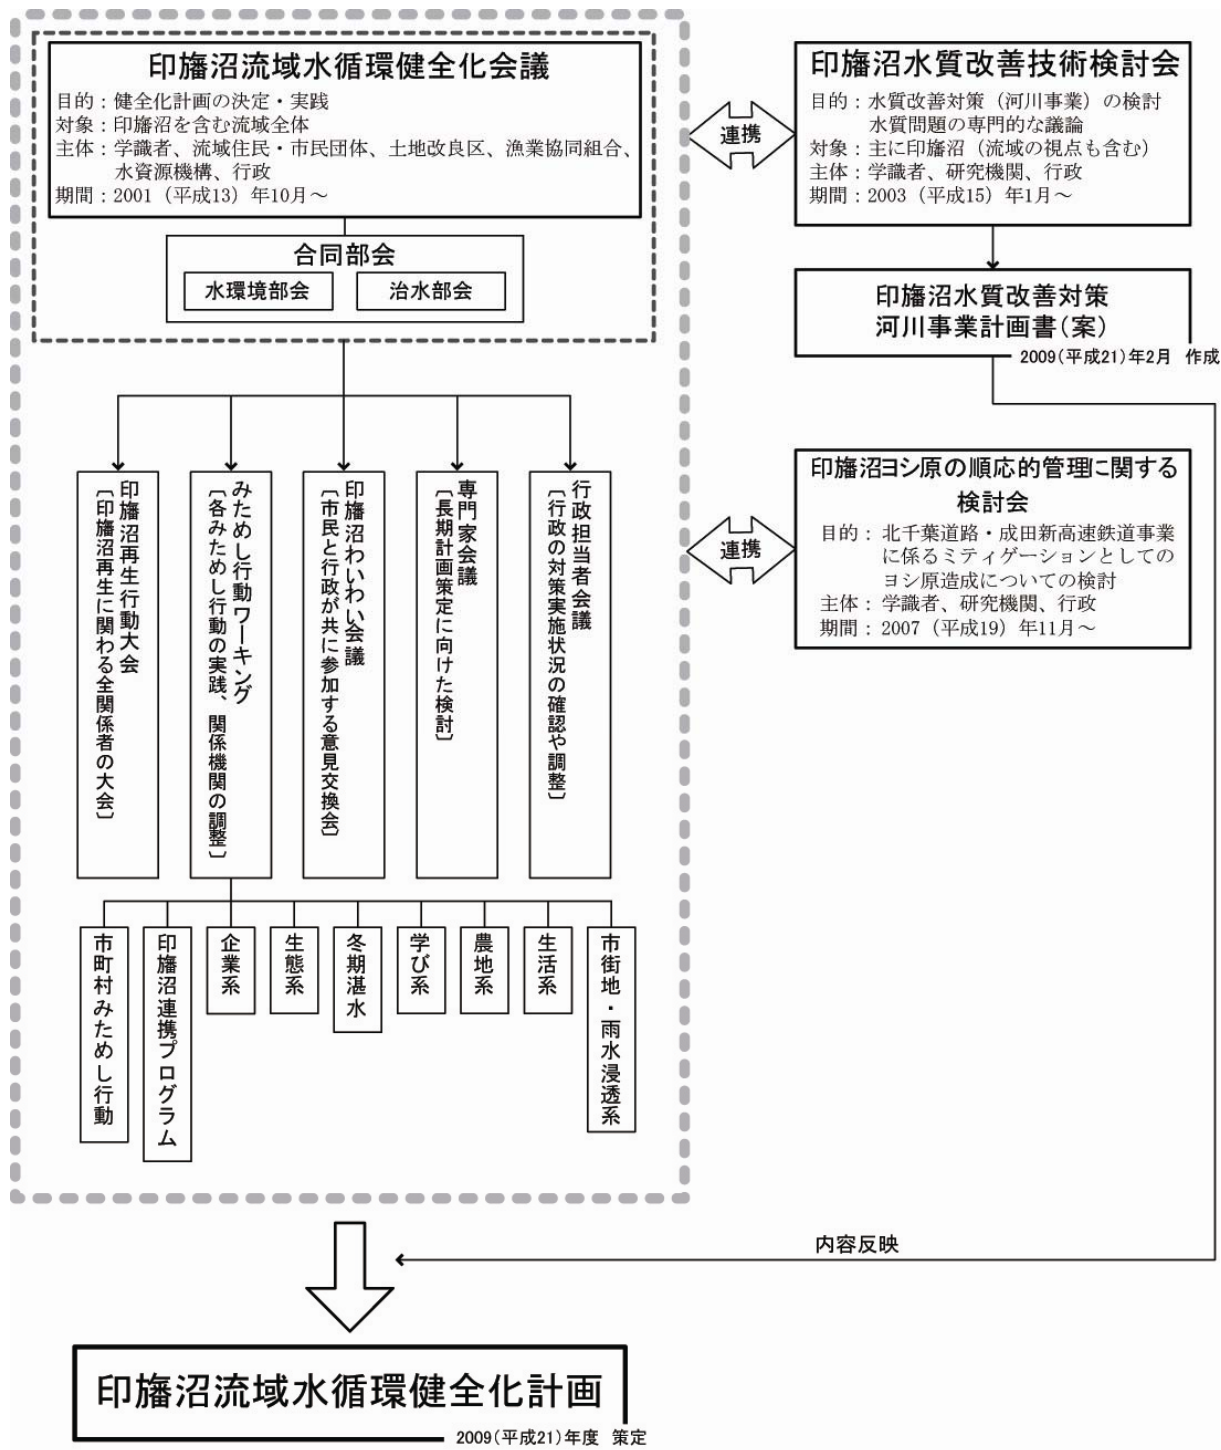 印旛沼流域水循環健全化会議
目的：健全化計画の決定・実践
対象：印旛沼を含む流域全体
主体：学識者、流域住民・市民団体、土地改良区、漁業協同組合、
水資源機構、行政
期間：2001（平成13）年10月～
合同部会
水環境部会
治水部会
連携
印旛沼水質改善技術検討会
目的：水質改善対策（河川事業）の検討
水質問題の専門的な議論
対象：主に印旛沼（流域の視点も含む）
主体：学識者、研究機関、行政
期間：2003（平成15）年1月～
印旛沼水質改善対策
河川事業計画書（案）
2009（平成21）年2月　作成
連携
印旛沼ヨシ原の順応的管理に関する
検討会
目的：北千葉道路・成田新高速鉄道事業
に係るミティゲーションとしての
ヨシ原造成についての検討
主体：学識者、研究機関、行政
期間：2007（平成19）年11月～
印旛沼再生行動大会
［印旛沼再生に関わる全関係者の大会］
みためし行動ワーキング
［各みためし行動の実践、関係機関の調整］
印旛沼わいわい会議
［市民と行政が共に参加する意見交換会］
専門家会議
［長期計画策定に向けた検討］
行政担当者会議
［行政の対策実施状況の確認や調整］
市町村みためし行動
印旛沼連携プログラム
企業系
生態系
冬期湛水
学び系
農地系
生活系
市街地・雨水浸透系
内容反映
印旛沼流域水循環健全化計画
2009（平成21）年度　策定